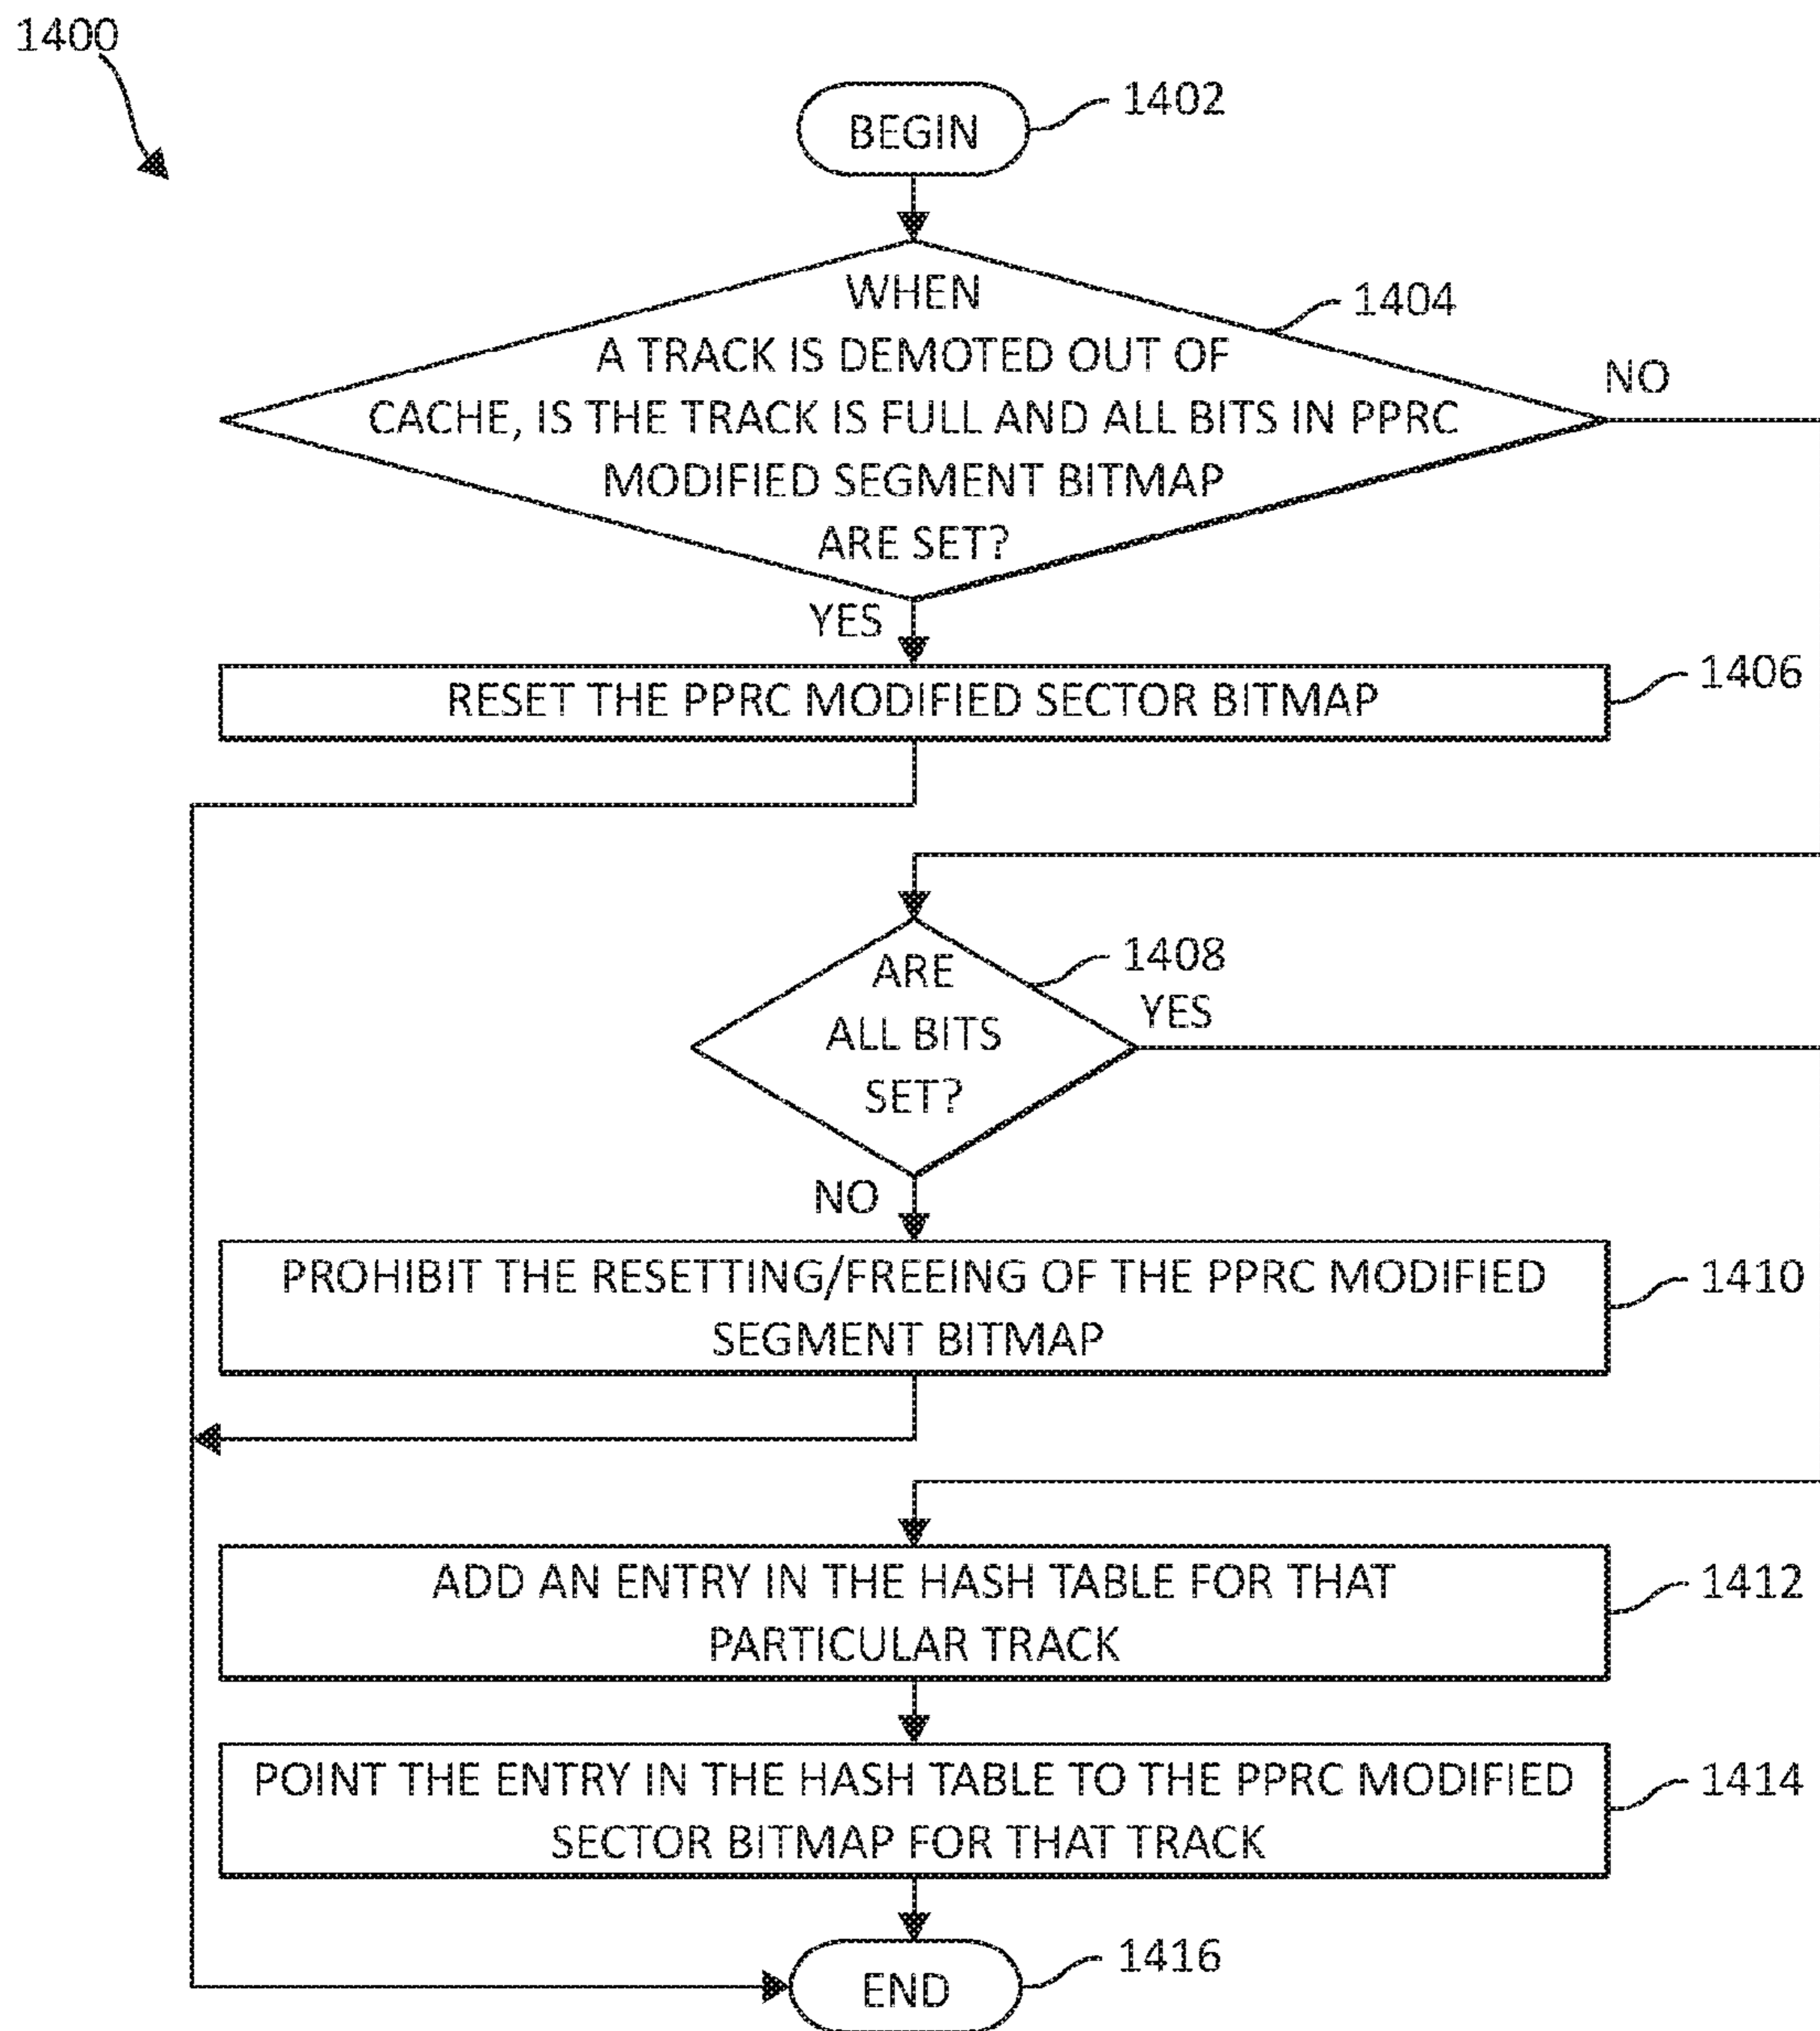 1400
BEGIN
1402
WHEN
A TRACK IS DEMOTED OUT OF
CACHE, IS THE TRACK IS FULL AND ALL BITS IN PPRC
MODIFIED SEGMENT BITMAP
ARE SET?
1404
NO
YES
RESET THE PPRC MODIFIED SECTOR BITMAP
1406
ARE
ALL BITS
SET?
1408
YES
NO
PROHIBIT THE RESETTING/FREEING OF THE PPRC MODIFIED
SEGMENT BITMAP
1410
ADD AN ENTRY IN THE HASH TABLE FOR THAT
PARTICULAR TRACK
1412
POINT THE ENTRY IN THE HASH TABLE TO THE PPRC MODIFIED
SECTOR BITMAP FOR THAT TRACK
1414
END
1416